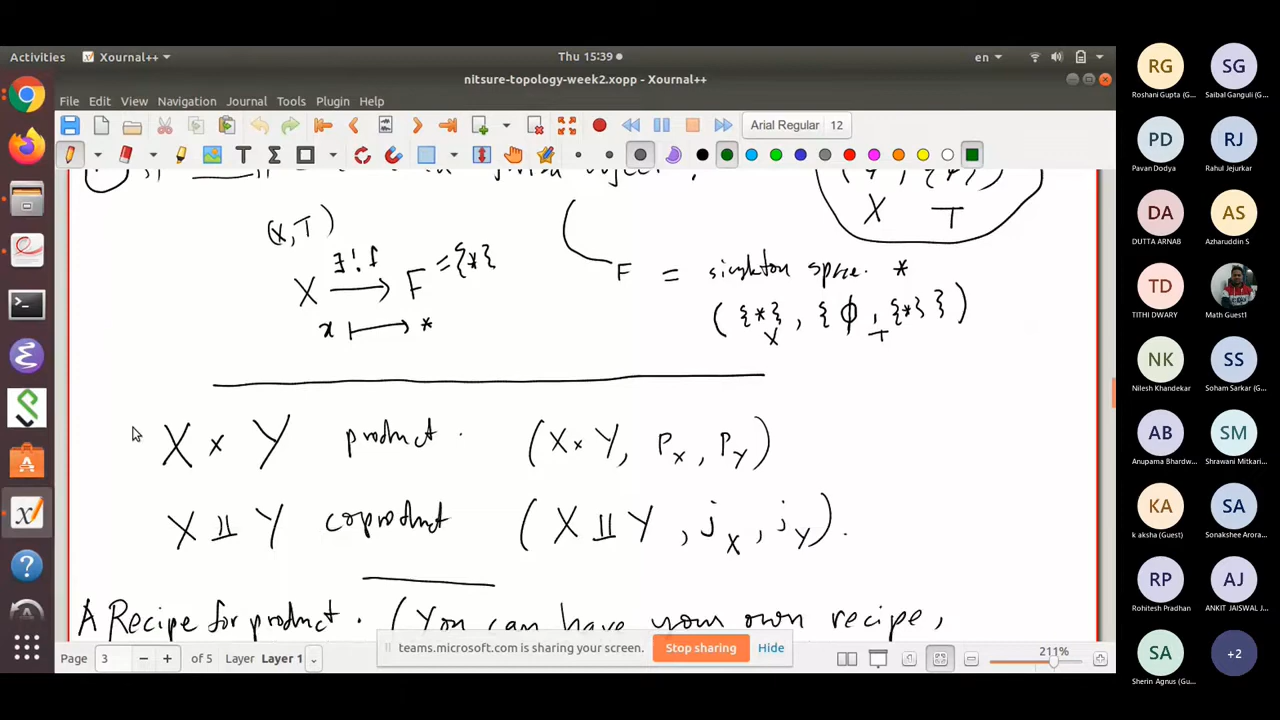 Activities Xournal++ Thu 15:39 en
nitsure-topology-week2.xopp - Xournal++
File Edit View Navigation Journal Tools Plugin Help
Arial Regular 12
object.
X T
(X,T)
X ∃! f → F = {*}
x ↦ *
F = singleton space. *
( {*} , { ϕ , {*} } )
X T
X × Y product. (X × Y, P_X, P_Y)
X ⨿ Y coproduct (X ⨿ Y, j_X, j_Y).
A Recipe for product. (You can have your own recipe,
teams.microsoft.com is sharing your screen. Stop sharing Hide
Page 3 of 5 Layer Layer 1 211%
RG SG
Roshani Gupta (G... Saibal Ganguli (G...
PD RJ
Pavan Dodya Rahul Jejurkar
DA AS
DUTTA ARNAB Azharuddin S
TD
TITHI DWARY Math Guest1
NK SS
Nilesh Khandekar Soham Sarkar (G...
AB SM
Anupama Bhardw... Shrawani Mitkari...
KA SA
k aksha (Guest) Sonakshee Arora...
RP AJ
Rohitesh Pradhan ANKIT JAISWAL J...
SA +2
Sherin Agnus (Gu...